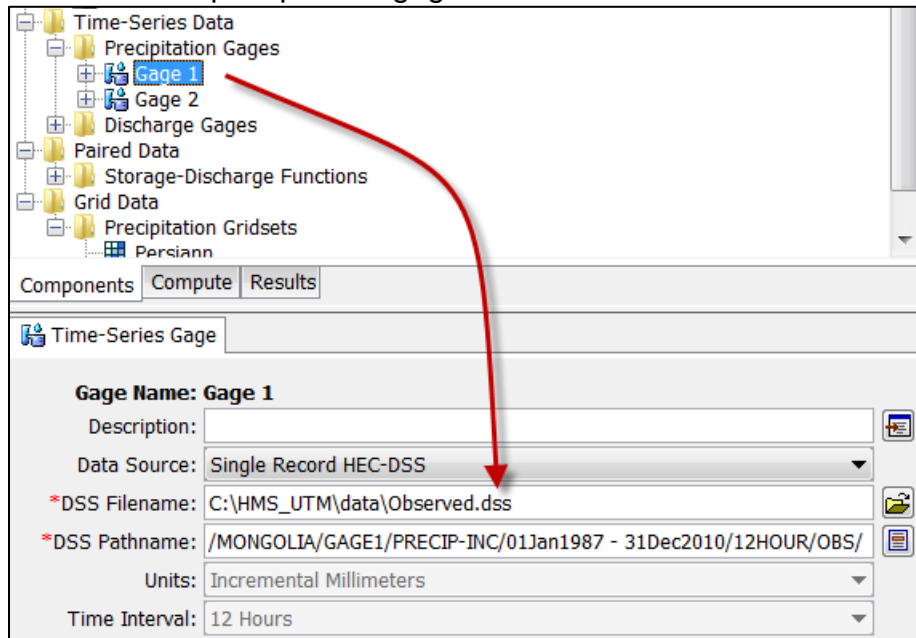 Time-Series Data
Precipitation Gages
Gage 1
Gage 2
Discharge Gages
Paired Data
Storage-Discharge Functions
Grid Data
Precipitation Gridsets
Persiann
Components Compute Results
Time-Series Gage
Gage Name: Gage 1
Description:
Data Source: Single Record HEC-DSS
*DSS Filename: C:\HMS_UTM\data\Observed.dss
*DSS Pathname: /MONGOLIA/GAGE1/PRECIP-INC/01Jan1987 - 31Dec2010/12HOUR/OBS/
Units: Incremental Millimeters
Time Interval: 12 Hours